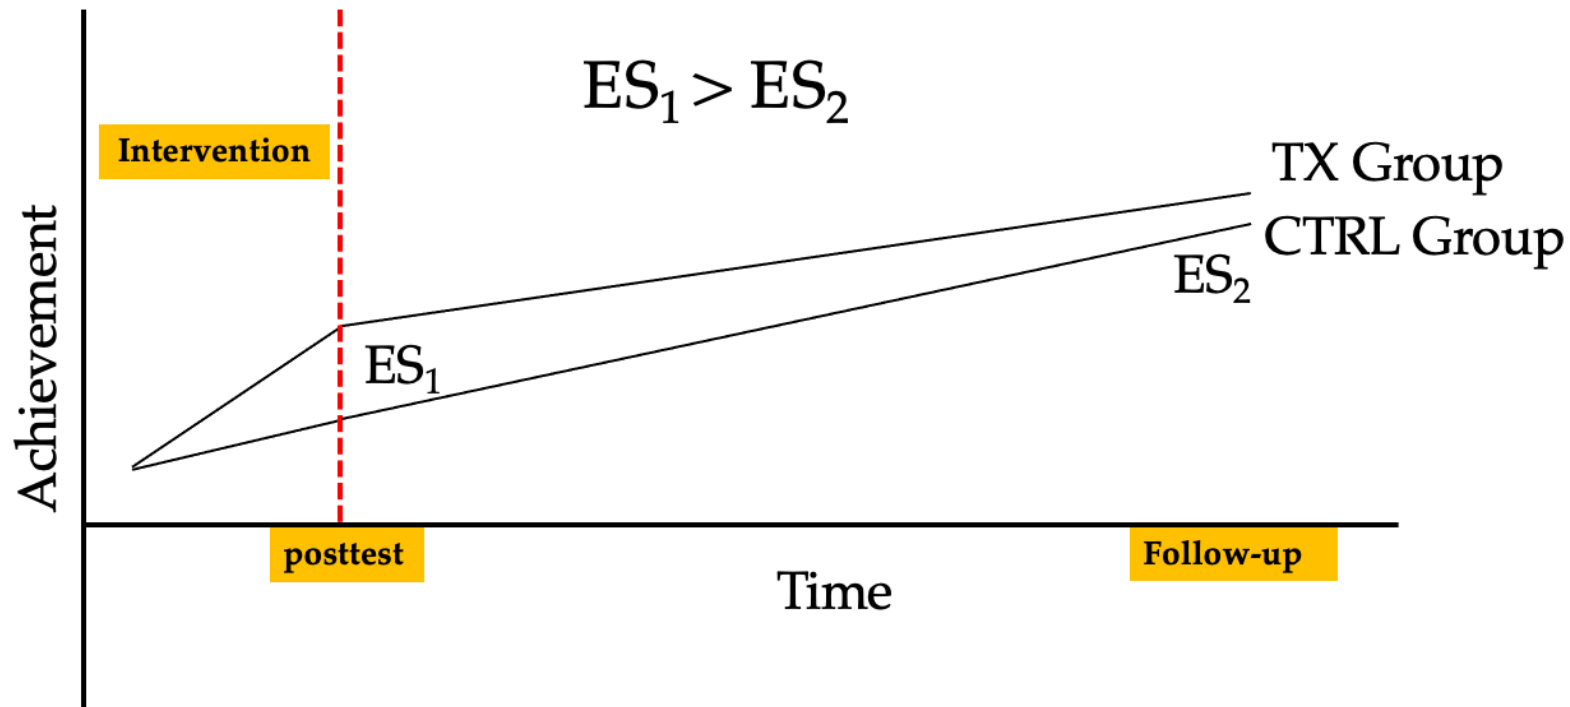 ES₁ > ES₂
Intervention
TX Group
CTRL Group
ES₂
ES₁
Achievement
posttest
Follow-up
Time